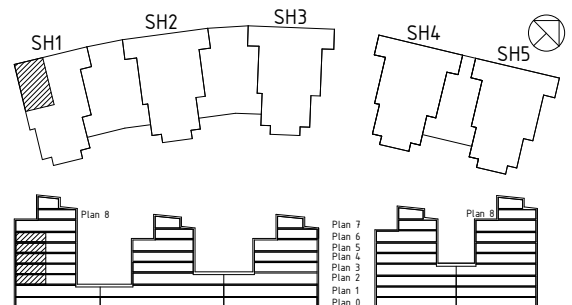 SH1
SH2
SH3
SH4
SH5
Plan 8
Plan 7
Plan 6
Plan 5
Plan 4
Plan 3
Plan 2
Plan 1
Plan 0
Plan 8